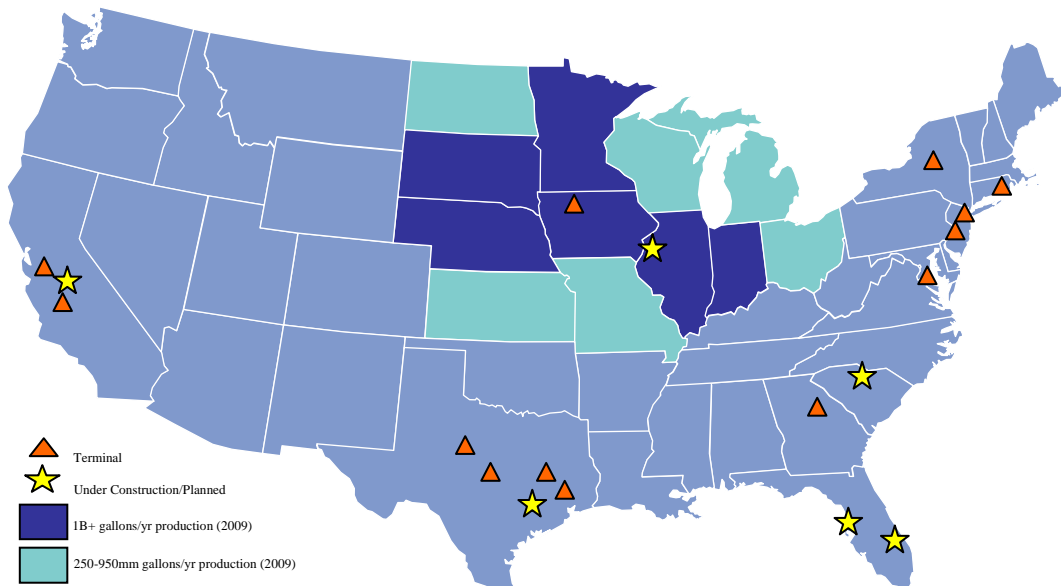 Terminal
Under Construction/Planned
1B+ gallons/yr production (2009)
250-950mm gallons/yr production (2009)